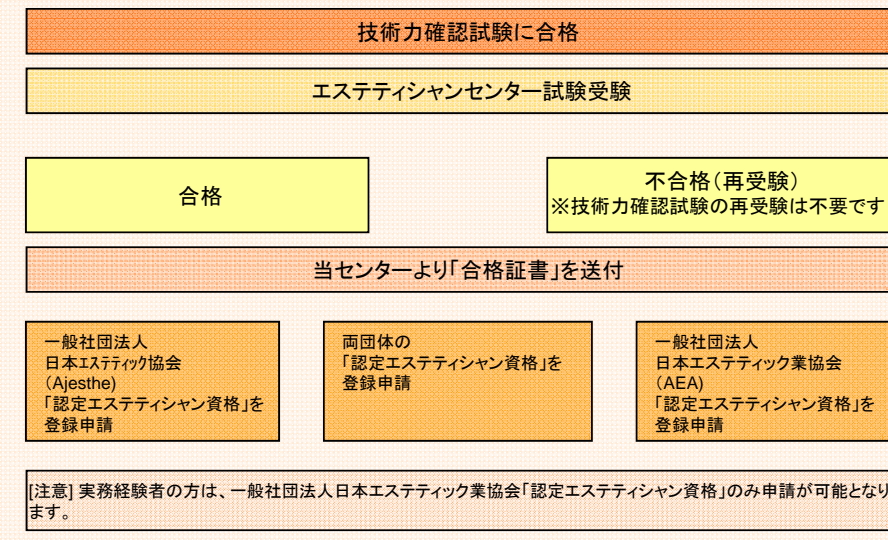 技術力確認試験に合格
エステティシャンセンター試験受験
合格
不合格(再受験)
※技術力確認試験の再受験は不要です
当センターより「合格証書」を送付
一般社団法人
日本ｴｽﾃﾃｨｯｸ協会
(Ajesthe)
「認定エステティシャン資格」を
登録申請
両団体の
「認定エステティシャン資格」を
登録申請
一般社団法人
日本エステティック業協会
(AEA)
「認定エステティシャン資格」を
登録申請
[注意] 実務経験者の方は、一般社団法人日本エステティック業協会「認定エステティシャン資格」のみ申請が可能となり
ます。